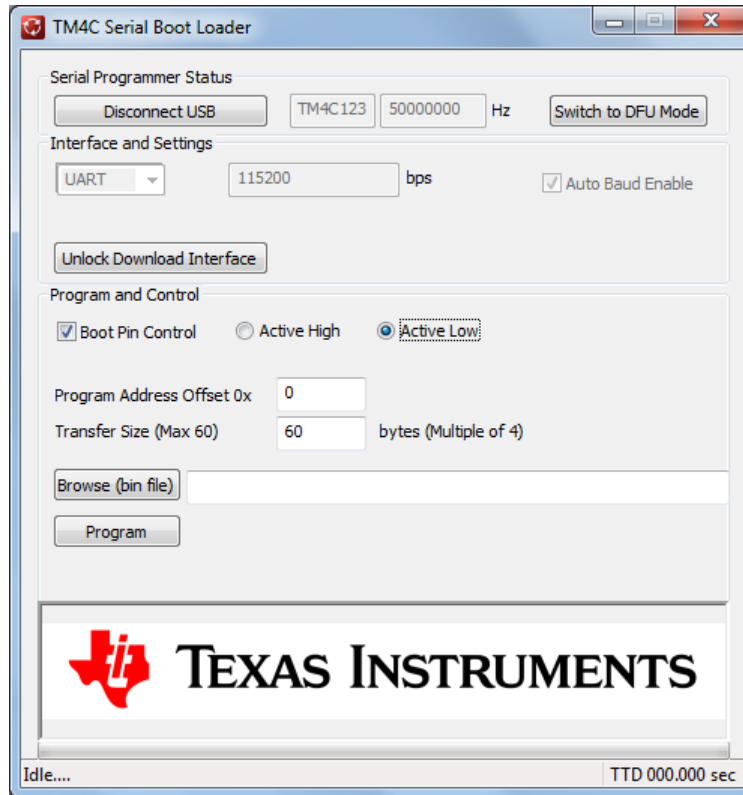 TM4C Serial Boot Loader
Serial Programmer Status
Disconnect USB TM4C123 50000000 Hz Switch to DFU Mode
Interface and Settings
UART 115200 bps Auto Baud Enable
Unlock Download Interface
Program and Control
Boot Pin Control Active High Active Low
Program Address Offset 0x 0
Transfer Size (Max 60) 60 bytes (Multiple of 4)
Browse (bin file)
Program
TEXAS INSTRUMENTS
Idle.... TTD 000.000 sec